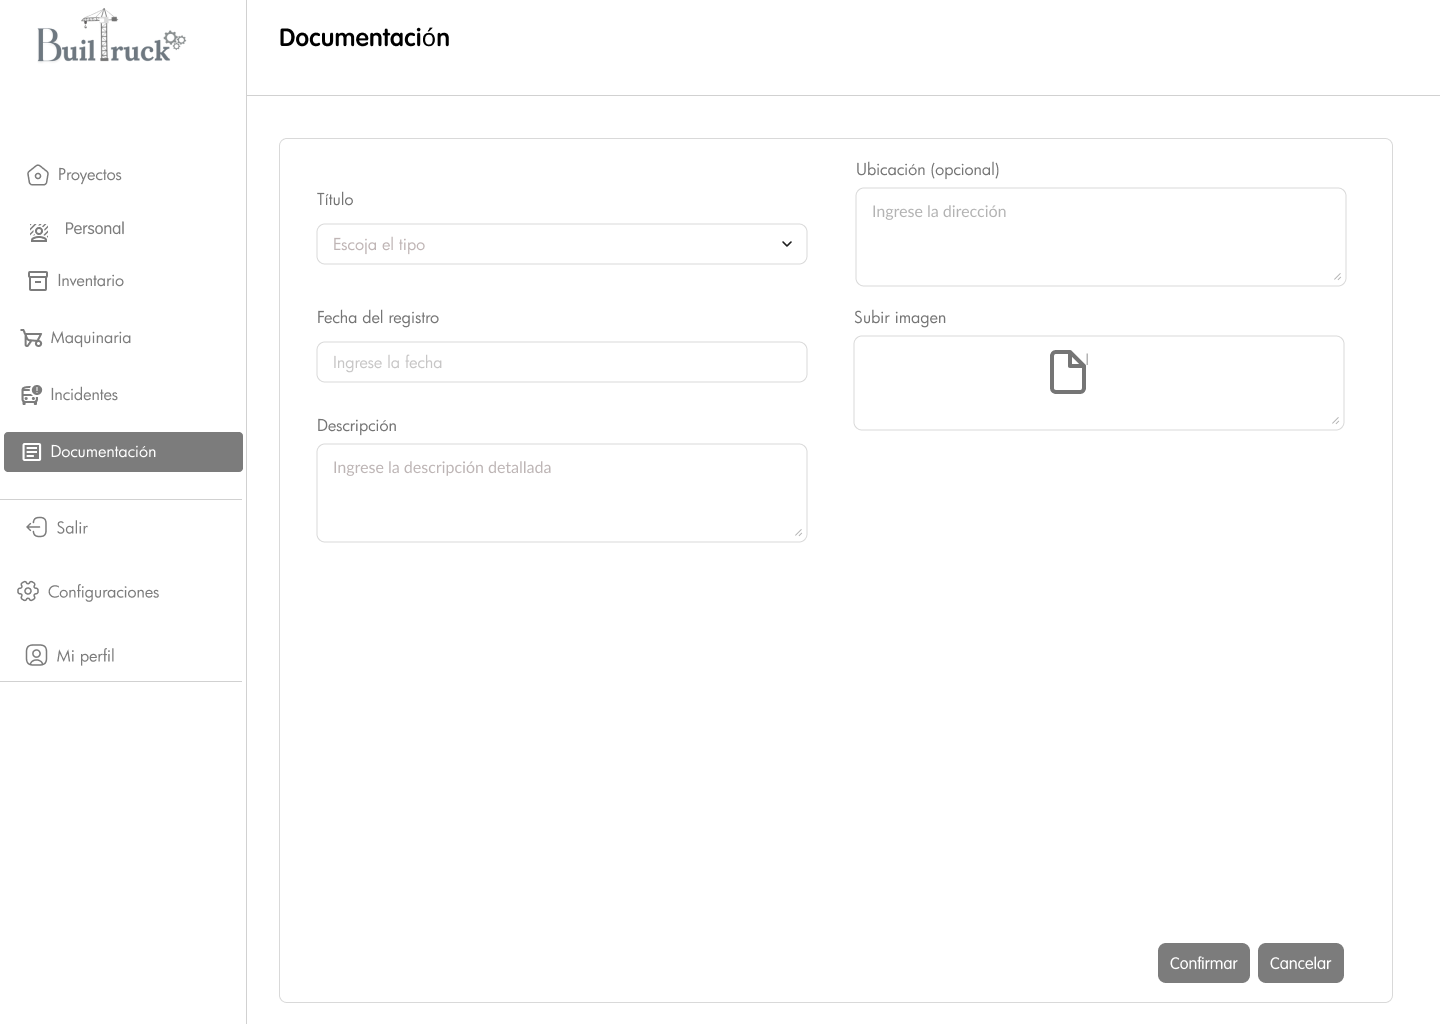 BuilTruck
Documentación
Proyectos
Personal
Inventario
Maquinaria
Incidentes
Documentación
Salir
Configuraciones
Mi perfil
Título
Escoja el tipo
Fecha del registro
Ingrese la fecha
Descripción
Ingrese la descripción detallada
Ubicación (opcional)
Ingrese la dirección
Subir imagen
Confirmar
Cancelar